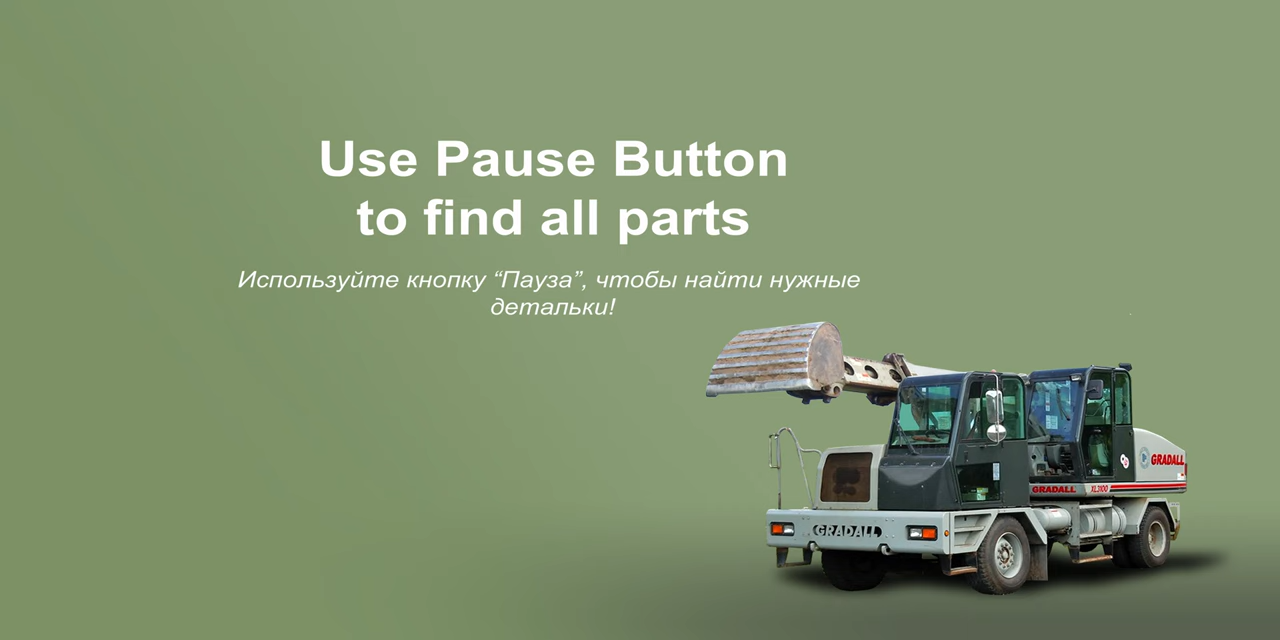 Use Pause Button
to find all parts
Используйте кнопку “Пауза”, чтобы найти нужные
детальки!
GRADALL
GRADALL XL3100
GRADALL